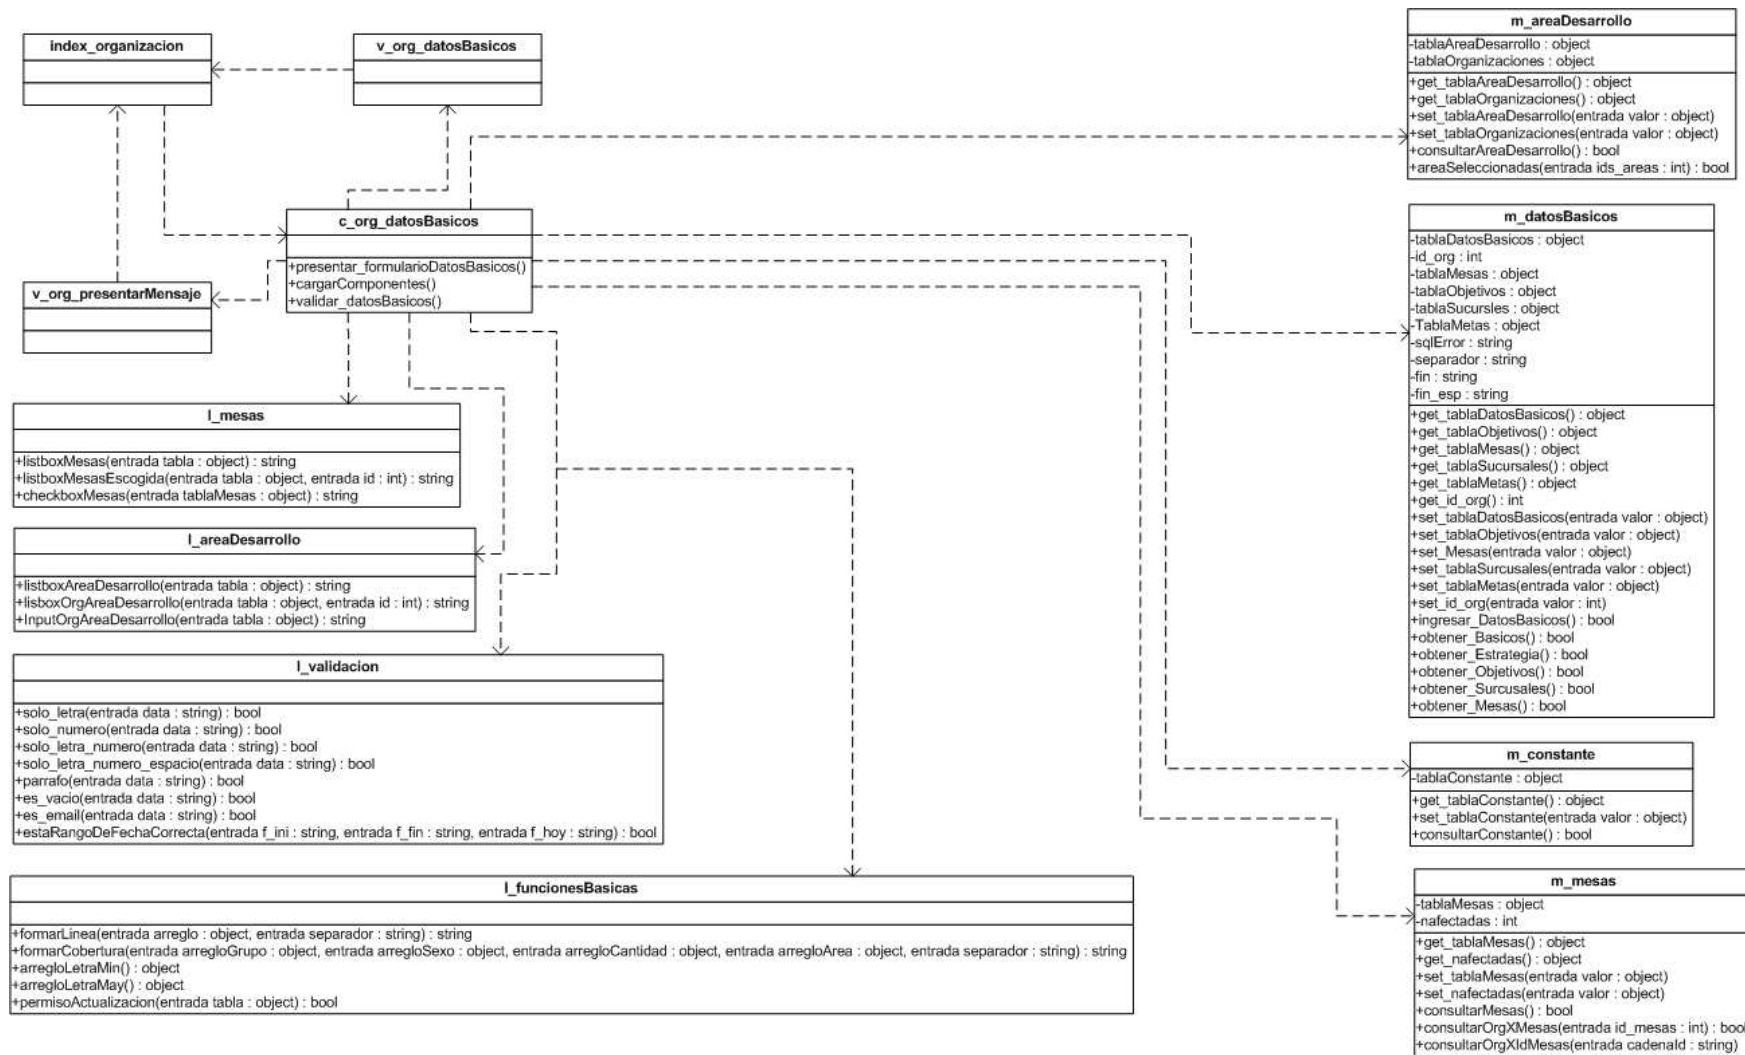 index_organizacion
v_org_datosBasicos
c_org_datosBasicos
+presentar_formularioDatosBasicos()
+cargarComponentes()
+validar_datosBasicos()
v_org_presentarMensaje
l_mesas
+listboxMesas(entrada tabla : object) : string
+listboxMesasEscogida(entrada tabla : object, entrada id : int) : string
+checkboxMesas(entrada tablaMesas : object) : string
l_areaDesarrollo
+listboxAreaDesarrollo(entrada tabla : object) : string
+lisboxOrgAreaDesarrollo(entrada tabla : object, entrada id : int) : string
+InputOrgAreaDesarrollo(entrada tabla : object) : string
l_validacion
+solo_letra(entrada data : string) : bool
+solo_numero(entrada data : string) : bool
+solo_letra_numero(entrada data : string) : bool
+solo_letra_numero_espacio(entrada data : string) : bool
+parrafo(entrada data : string) : bool
+es_vacio(entrada data : string) : bool
+es_email(entrada data : string) : bool
+estaRangoDeFechaCorrecta(entrada f_ini : string, entrada f_fin : string, entrada f_hoy : string) : bool
l_funcionesBasicas
+formarLinea(entrada arreglo : object, entrada separador : string) : string
+formarCobertura(entrada arregloGrupo : object, entrada arregloSexo : object, entrada arregloCantidad : object, entrada arregloArea : object, entrada separador : string) : string
+arregloLetraMin() : object
+arregloLetraMay() : object
+permisoActualizacion(entrada tabla : object) : bool
m_areaDesarrollo
-tablaAreaDesarrollo : object
-tablaOrganizaciones : object
+get_tablaAreaDesarrollo() : object
+get_tablaOrganizaciones() : object
+set_tablaAreaDesarrollo(entrada valor : object)
+set_tablaOrganizaciones(entrada valor : object)
+consultarAreaDesarrollo() : bool
+areaSeleccionadas(entrada ids_areas : int) : bool
m_datosBasicos
-tablaDatosBasicos : object
-id_org : int
-tablaMesas : object
-tablaObjetivos : object
-tablaSucursles : object
-TablaMetas : object
-sqlError : string
-separador : string
-fin : string
-fin_esp : string
+get_tablaDatosBasicos() : object
+get_tablaObjetivos() : object
+get_tablaMesas() : object
+get_tablaSucursales() : object
+get_tablaMetas() : object
+get_id_org() : int
+set_tablaDatosBasicos(entrada valor : object)
+set_tablaObjetivos(entrada valor : object)
+set_Mesas(entrada valor : object)
+set_tablaSurcusales(entrada valor : object)
+set_tablaMetas(entrada valor : object)
+set_id_org(entrada valor : int)
+ingresar_DatosBasicos() : bool
+obtener_Basicos() : bool
+obtener_Estrategia() : bool
+obtener_Objetivos() : bool
+obtener_Surcusales() : bool
+obtener_Mesas() : bool
m_constante
-tablaConstante : object
+get_tablaConstante() : object
+set_tablaConstante(entrada valor : object)
+consultarConstante() : bool
m_mesas
-tablaMesas : object
-nafectadas : int
+get_tablaMesas() : object
+get_nafectadas() : object
+set_tablaMesas(entrada valor : object)
+set_nafectadas(entrada valor : object)
+consultarMesas() : bool
+consultarOrgXMesas(entrada id_mesas : int) : bool
+consultarOrgXIdMesas(entrada cadenaId : string)